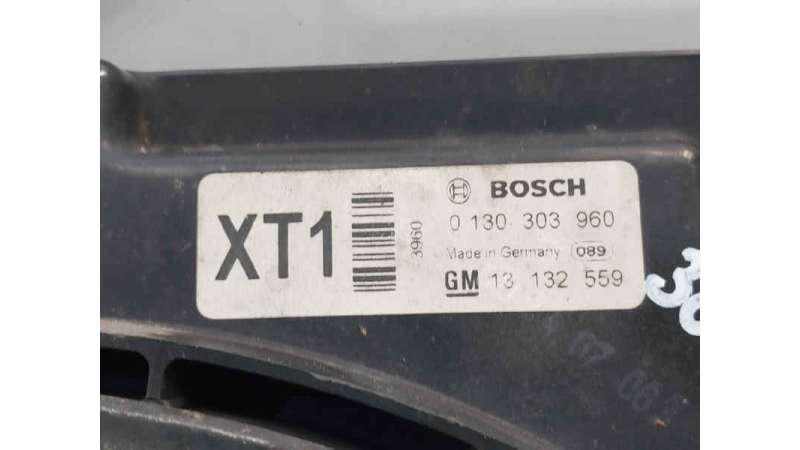 XT1
3960
BOSCH
0 130 303 960
Made in Germany 089
GM 13 132 559